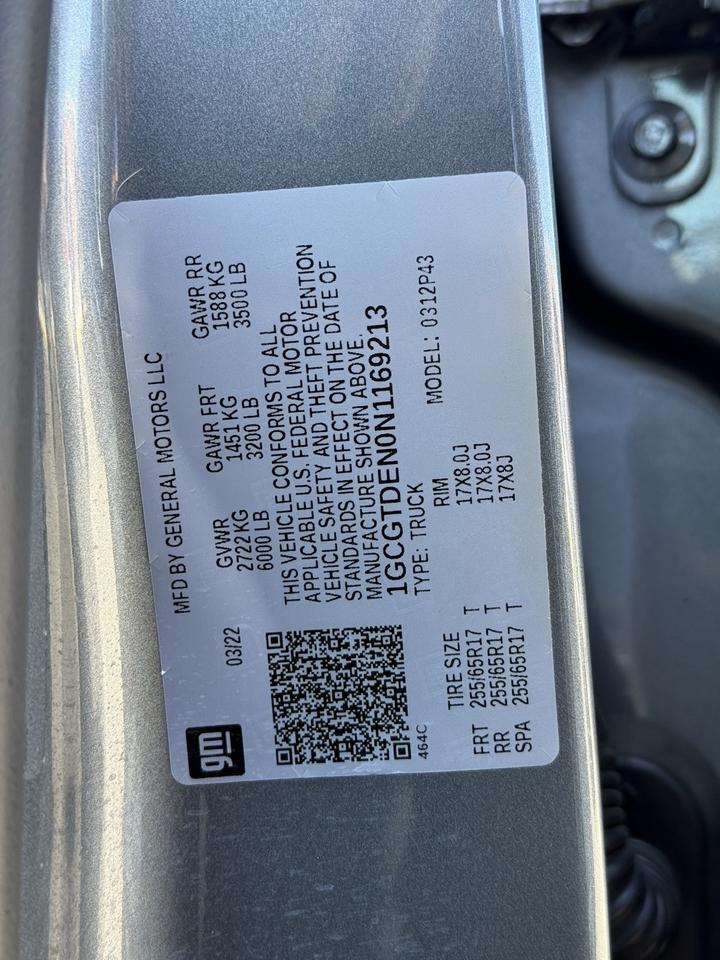 MFD BY GENERAL MOTORS LLC
gm
03/22
GVWR GAWR FRT GAWR RR
2722 KG 1451 KG 1588 KG
6000 LB 3200 LB 3500 LB
THIS VEHICLE CONFORMS TO ALL
APPLICABLE U.S. FEDERAL MOTOR
VEHICLE SAFETY AND THEFT PREVENTION
STANDARDS IN EFFECT ON THE DATE OF
MANUFACTURE SHOWN ABOVE.
1GCGTDEN0N1169213
464C
TYPE: TRUCK MODEL: 0312P43
TIRE SIZE RIM
FRT 255/65R17 T 17X8.0J
RR 255/65R17 T 17X8.0J
SPA 255/65R17 T 17X8J